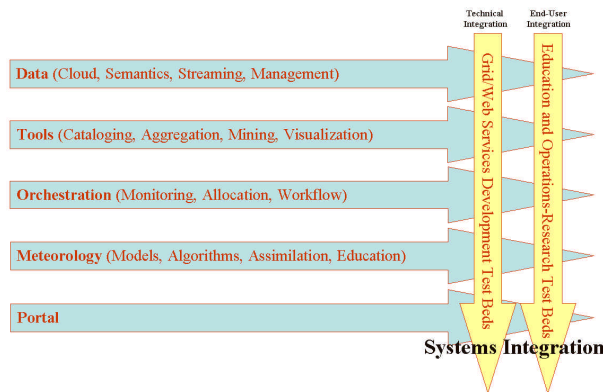 Technical
Integration
End-User
Integration
Data (Cloud, Semantics, Streaming, Management)
Tools (Cataloging, Aggregation, Mining, Visualization)
Orchestration (Monitoring, Allocation, Workflow)
Meteorology (Models, Algorithms, Assimilation, Education)
Portal
Grid/Web Services Development Test Beds
Education and Operations-Research Test Beds
Systems Integration